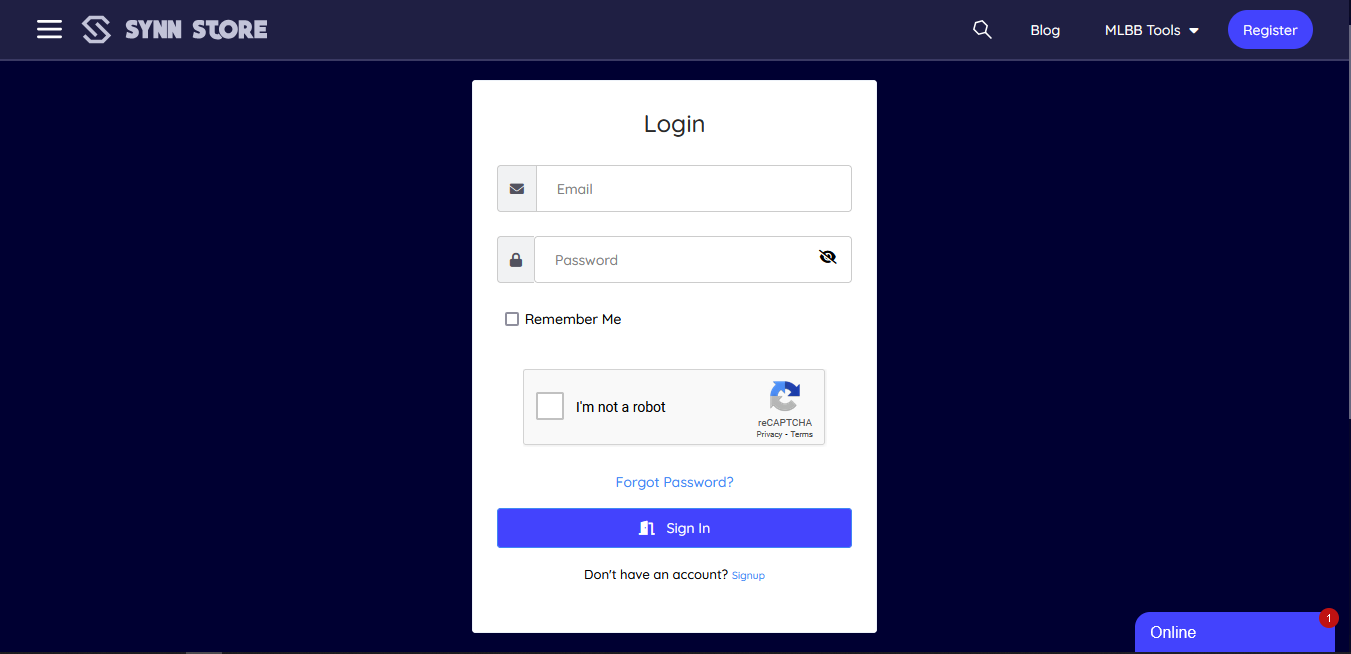 SYNN STORE
Blog
MLBB Tools
Register
Login
Email
Password
Remember Me
I'm not a robot
reCAPTCHA
Privacy - Terms
Forgot Password?
Sign In
Don't have an account? Signup
1
Online